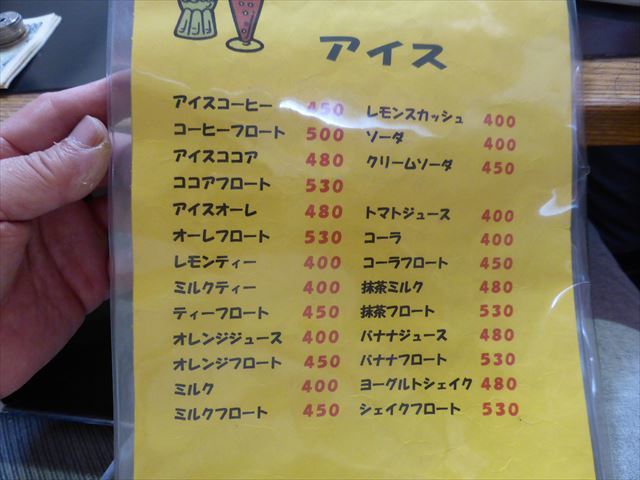 アイス
アイスコーヒー 450
コーヒーフロート 500
アイスココア 480
ココアフロート 530
アイスオーレ 480
オーレフロート 530
レモンティー 400
ミルクティー 400
ティーフロート 450
オレンジジュース 400
オレンジフロート 450
ミルク 400
ミルクフロート 450
レモンスカッシュ 400
ソーダ 400
クリームソーダ 450
トマトジュース 400
コーラ 400
コーラフロート 450
抹茶ミルク 480
抹茶フロート 530
バナナジュース 480
バナナフロート 530
ヨーグルトシェイク 480
シェイクフロート 530